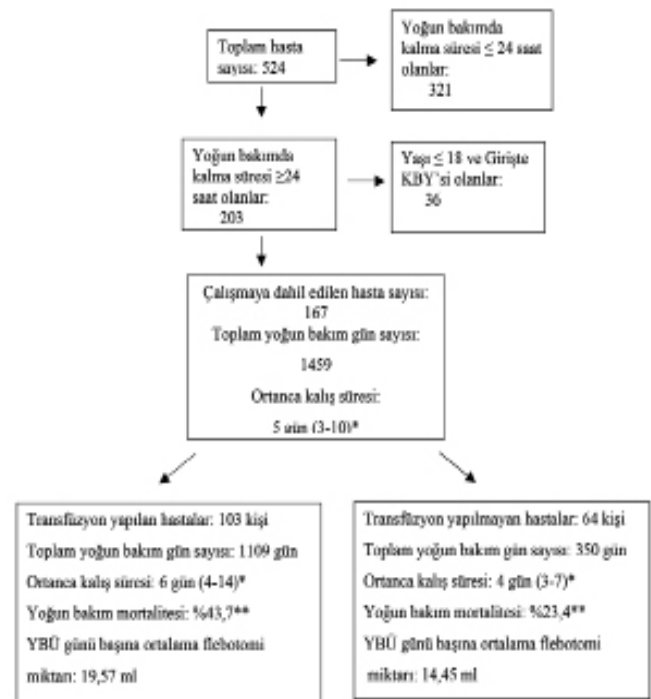 Toplam hasta
sayısı: 524
Yoğun bakımda
kalma süresi ≤ 24 saat
olanlar:
321
Yoğun bakımda
kalma süresi ≥24
saat olanlar:
203
Yaşı ≤ 18 ve Girişte
KBY'si olanlar:
36
Çalışmaya dahil edilen hasta sayısı:
167
Toplam yoğun bakım gün sayısı:
1459
Ortanca kalış süresi:
5 gün (3-10)*
Transfüzyon yapılan hastalar: 103 kişi
Toplam yoğun bakım gün sayısı: 1109 gün
Ortanca kalış süresi: 6 gün (4-14)*
Yoğun bakım mortalitesi: %43,7**
YBÜ günü başına ortalama flebotomi
miktarı: 19,57 ml
Transfüzyon yapılmayan hastalar: 64 kişi
Toplam yoğun bakım gün sayısı: 350 gün
Ortanca kalış süresi: 4 gün (3-7)*
Yoğun bakım mortalitesi: %23,4**
YBÜ günü başına ortalama flebotomi
miktarı: 14,45 ml